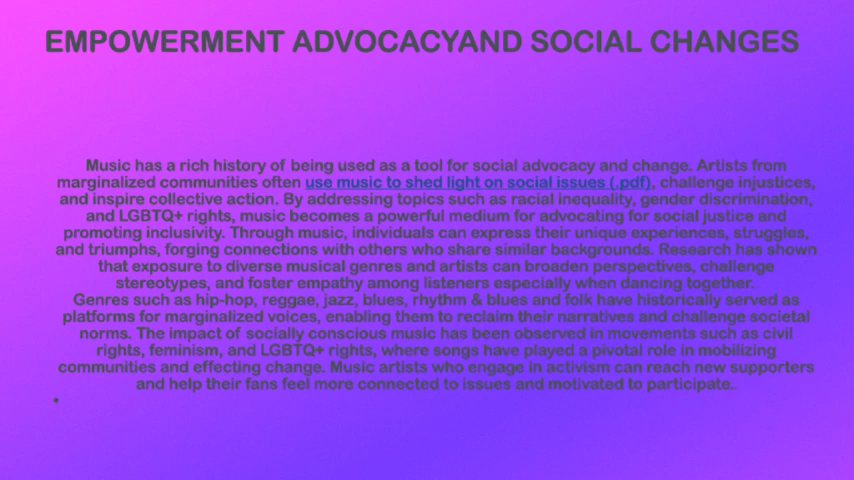 EMPOWERMENT ADVOCACYAND SOCIAL CHANGES
Music has a rich history of being used as a tool for social advocacy and change. Artists from
marginalized communities often use music to shed light on social issues (.pdf), challenge injustices,
and inspire collective action. By addressing topics such as racial inequality, gender discrimination,
and LGBTQ+ rights, music becomes a powerful medium for advocating for social justice and
promoting inclusivity. Through music, individuals can express their unique experiences, struggles,
and triumphs, forging connections with others who share similar backgrounds. Research has shown
that exposure to diverse musical genres and artists can broaden perspectives, challenge
stereotypes, and foster empathy among listeners especially when dancing together.
Genres such as hip-hop, reggae, jazz, blues, rhythm & blues and folk have historically served as
platforms for marginalized voices, enabling them to reclaim their narratives and challenge societal
norms. The impact of socially conscious music has been observed in movements such as civil
rights, feminism, and LGBTQ+ rights, where songs have played a pivotal role in mobilizing
communities and effecting change. Music artists who engage in activism can reach new supporters
and help their fans feel more connected to issues and motivated to participate.